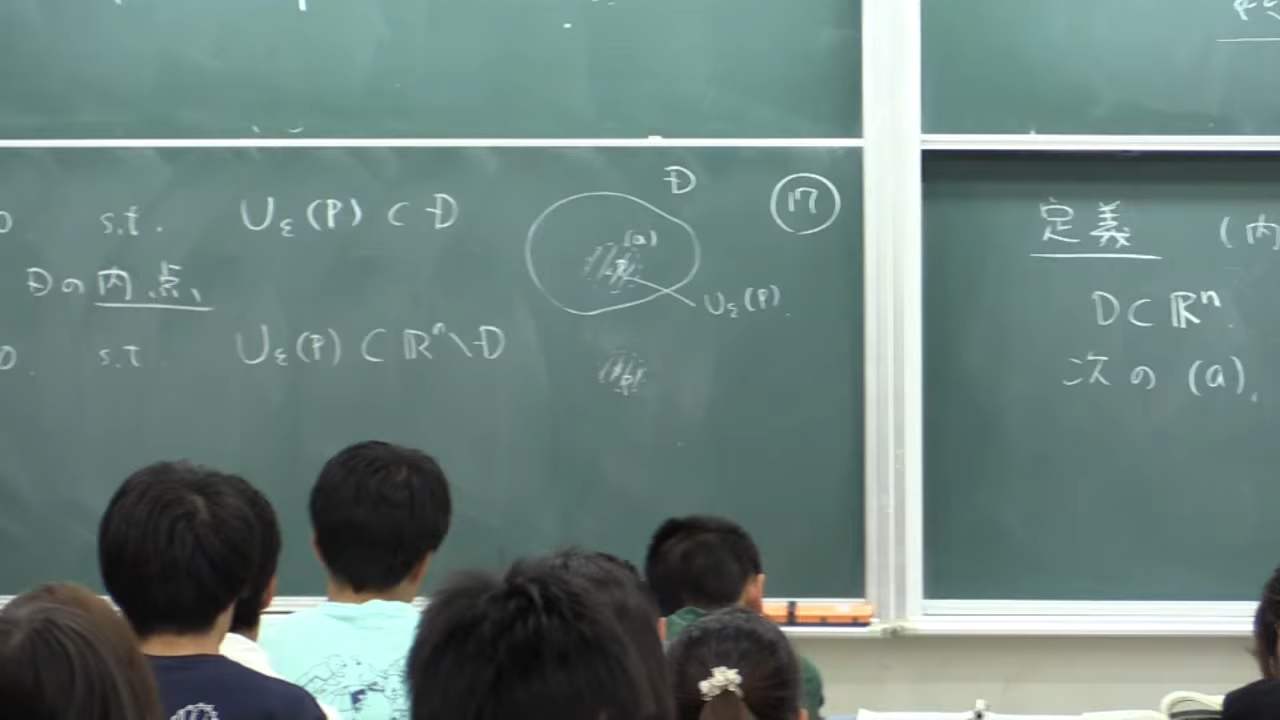 s.t. U_ε(P) ⊂ D
Dの内点
s.t. U_ε(P) ⊂ ℝⁿ∖D
D
(a)
U_ε(P)
⑰
定義 (内
D⊂ℝⁿ
次の (a),